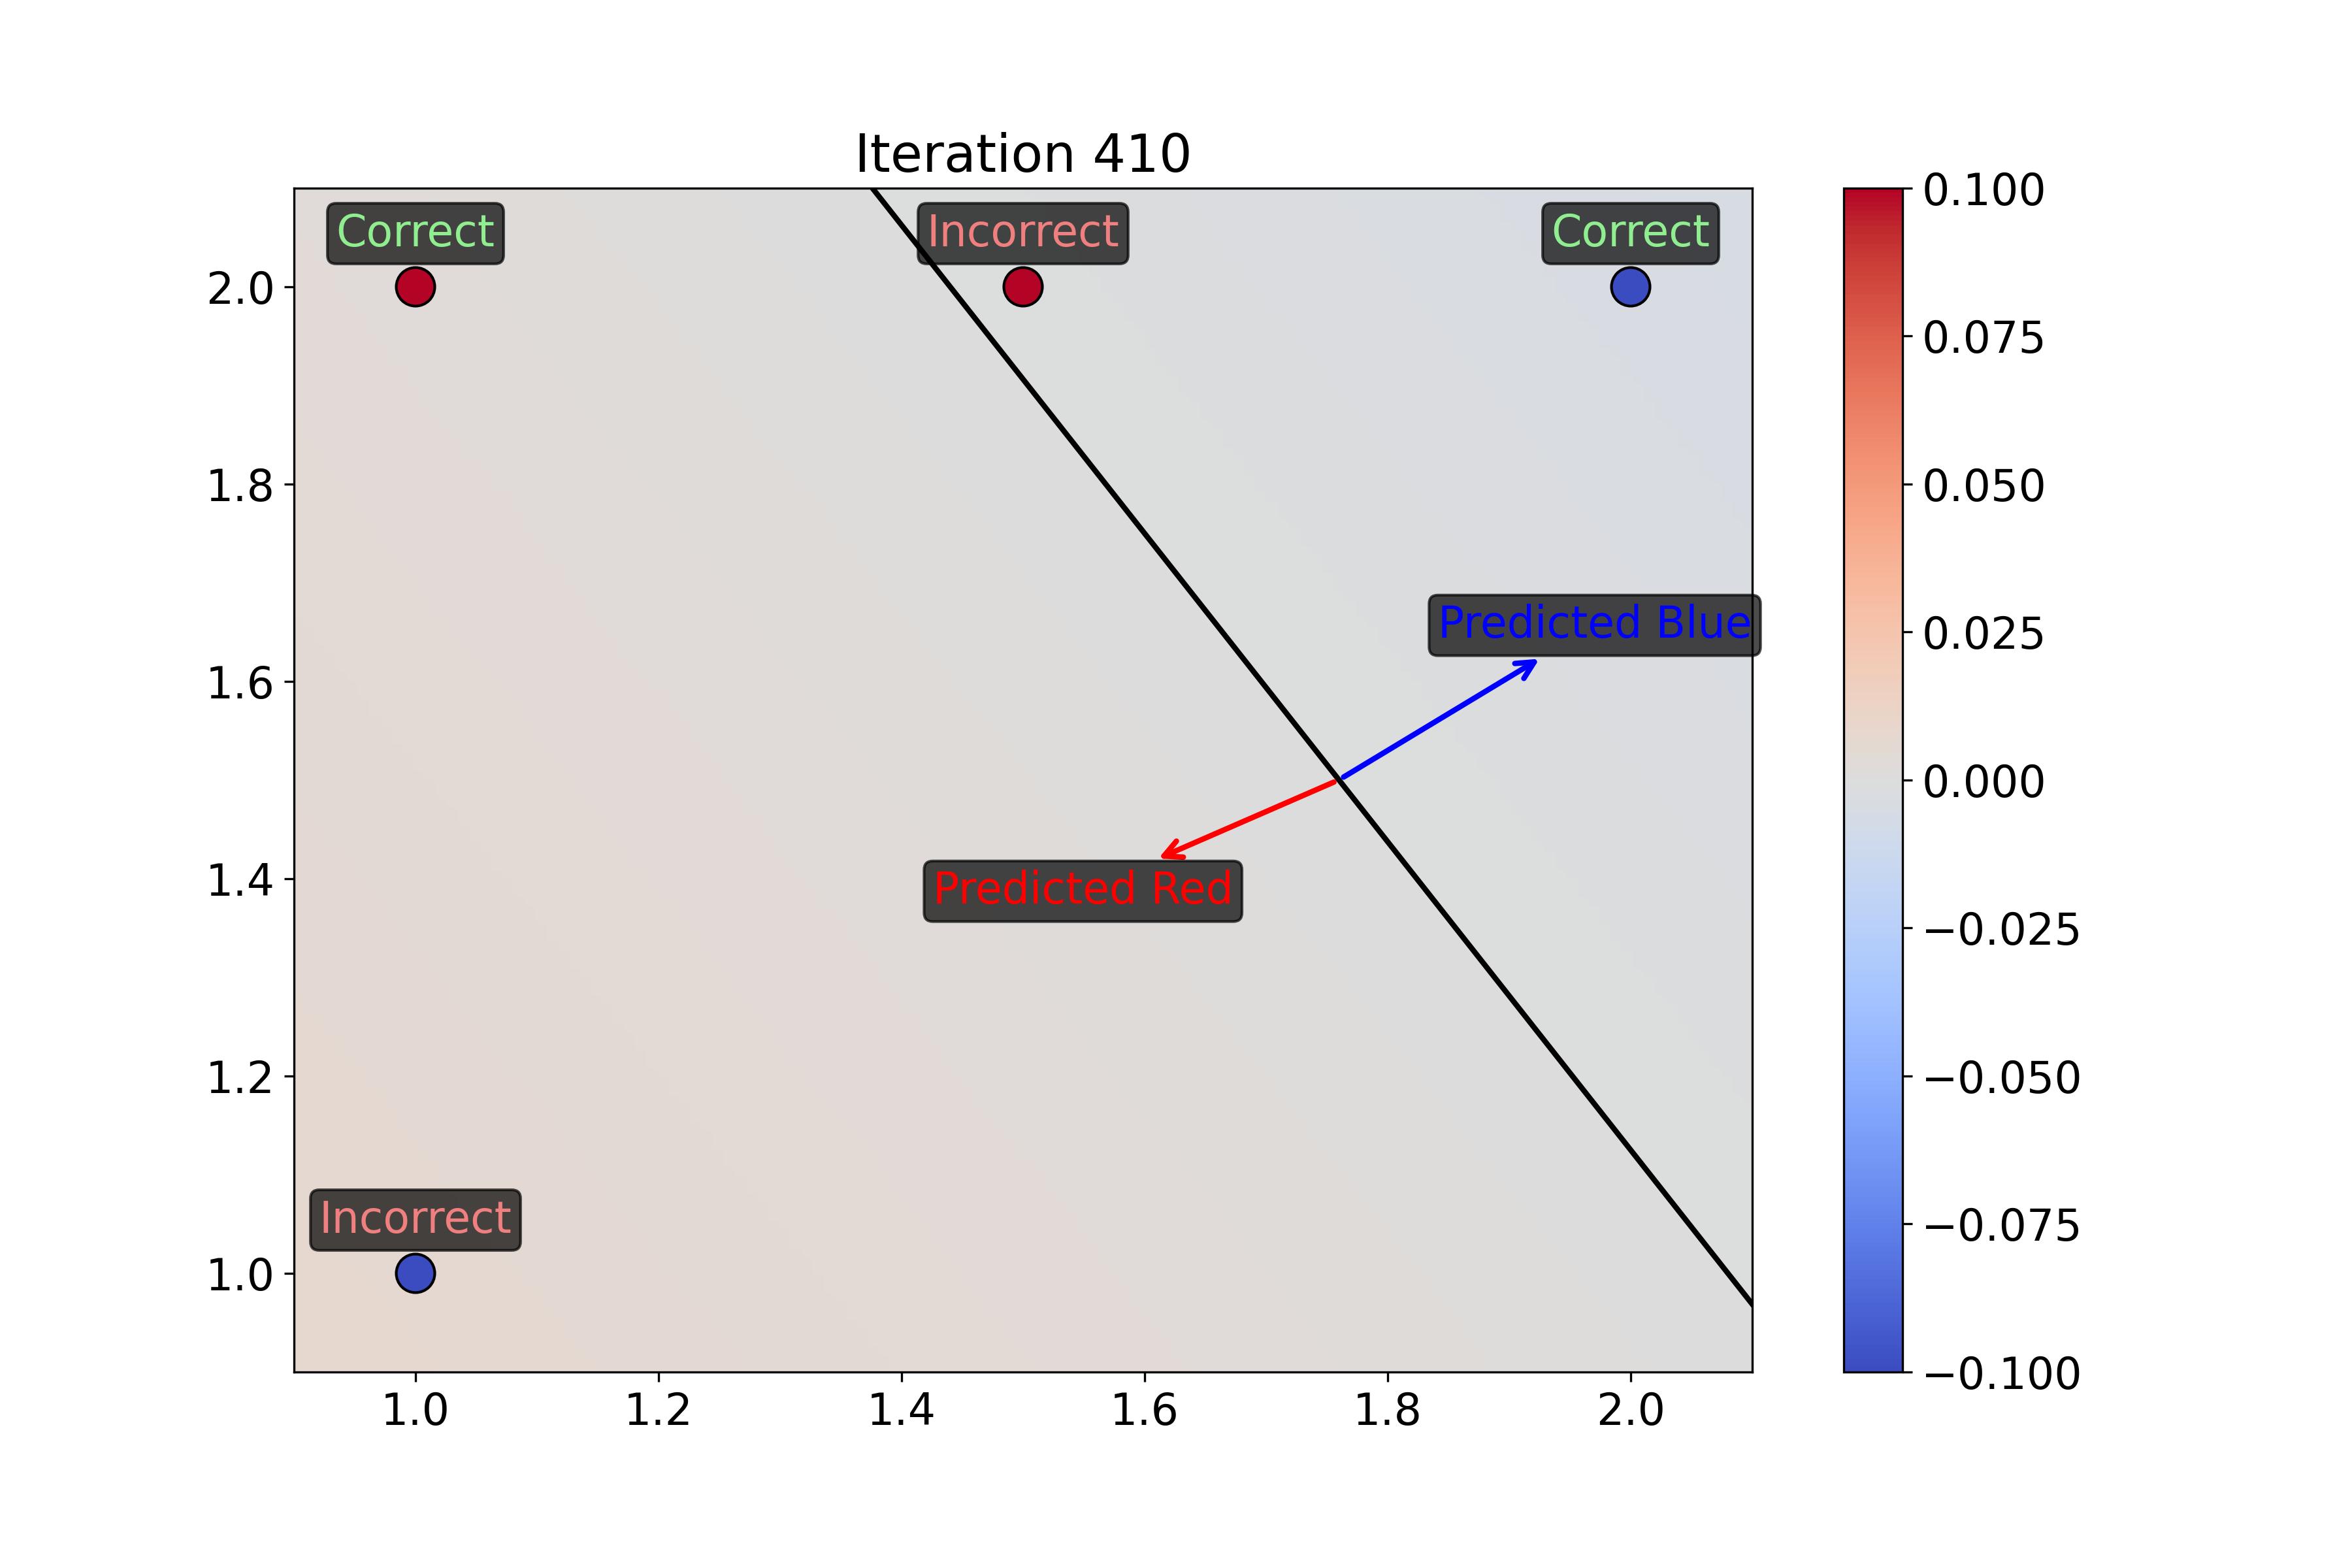 Iteration 410
Correct
Incorrect
Correct
Predicted Blue
Predicted Red
Incorrect
2.0
1.8
1.6
1.4
1.2
1.0
1.0 1.2 1.4 1.6 1.8 2.0
0.100
0.075
0.050
0.025
0.000
−0.025
−0.050
−0.075
−0.100